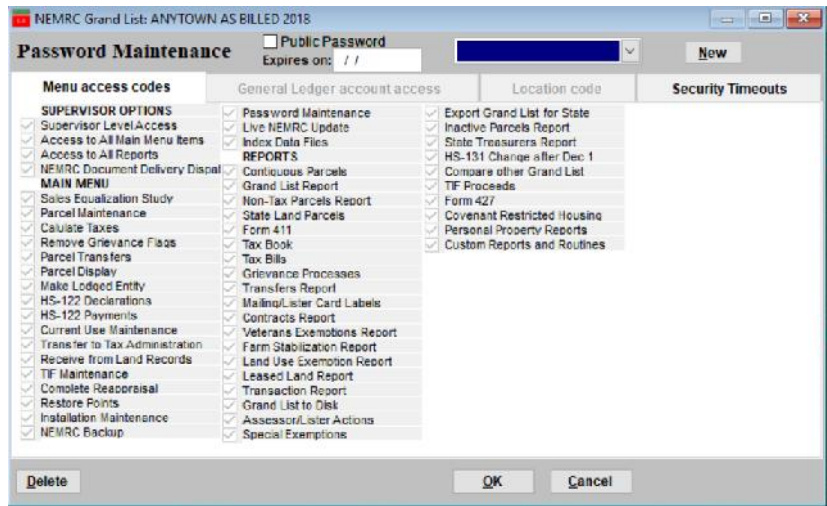 NEMRC Grand List: ANYTOWN AS BILLED 2018
Password Maintenance
Public Password
Expires on: / /
New
Menu access codes
General Ledger account access
Location code
Security Timeouts
SUPERVISOR OPTIONS
Supervisor Level Access
Access to All Main Menu Items
Access to All Reports
NEMRC Document Delivery Dispal
MAIN MENU
Sales Equalization Study
Parcel Maintenance
Calulate Taxes
Remove Grievance Flags
Parcel Transfers
Parcel Display
Make Lodged Entity
HS-122 Declarations
HS-122 Payments
Current Use Maintenance
Transfer to Tax Administration
Receive from Land Records
TIF Maintenance
Complete Reappraisal
Restore Points
Installation Maintenance
NEMRC Backup
Password Maintenance
Live NEMRC Update
Index Data Files
REPORTS
Contiguous Parcels
Grand List Report
Non-Tax Parcels Report
State Land Parcels
Form 411
Tax Book
Tax Bills
Grievance Processes
Transfers Report
Mailing/Lister Card Labels
Contracts Report
Veterans Exemptions Report
Farm Stabilization Report
Land Use Exemption Report
Leased Land Report
Transaction Report
Grand List to Disk
Assessor/Lister Actions
Special Exemptions
Export Grand List for State
Inactive Parcels Report
State Treasurers Report
HS-131 Change after Dec 1
Compare other Grand List
TIF Proceeds
Form 427
Covenant Restricted Housing
Personal Property Reports
Custom Reports and Routines
Delete
OK
Cancel